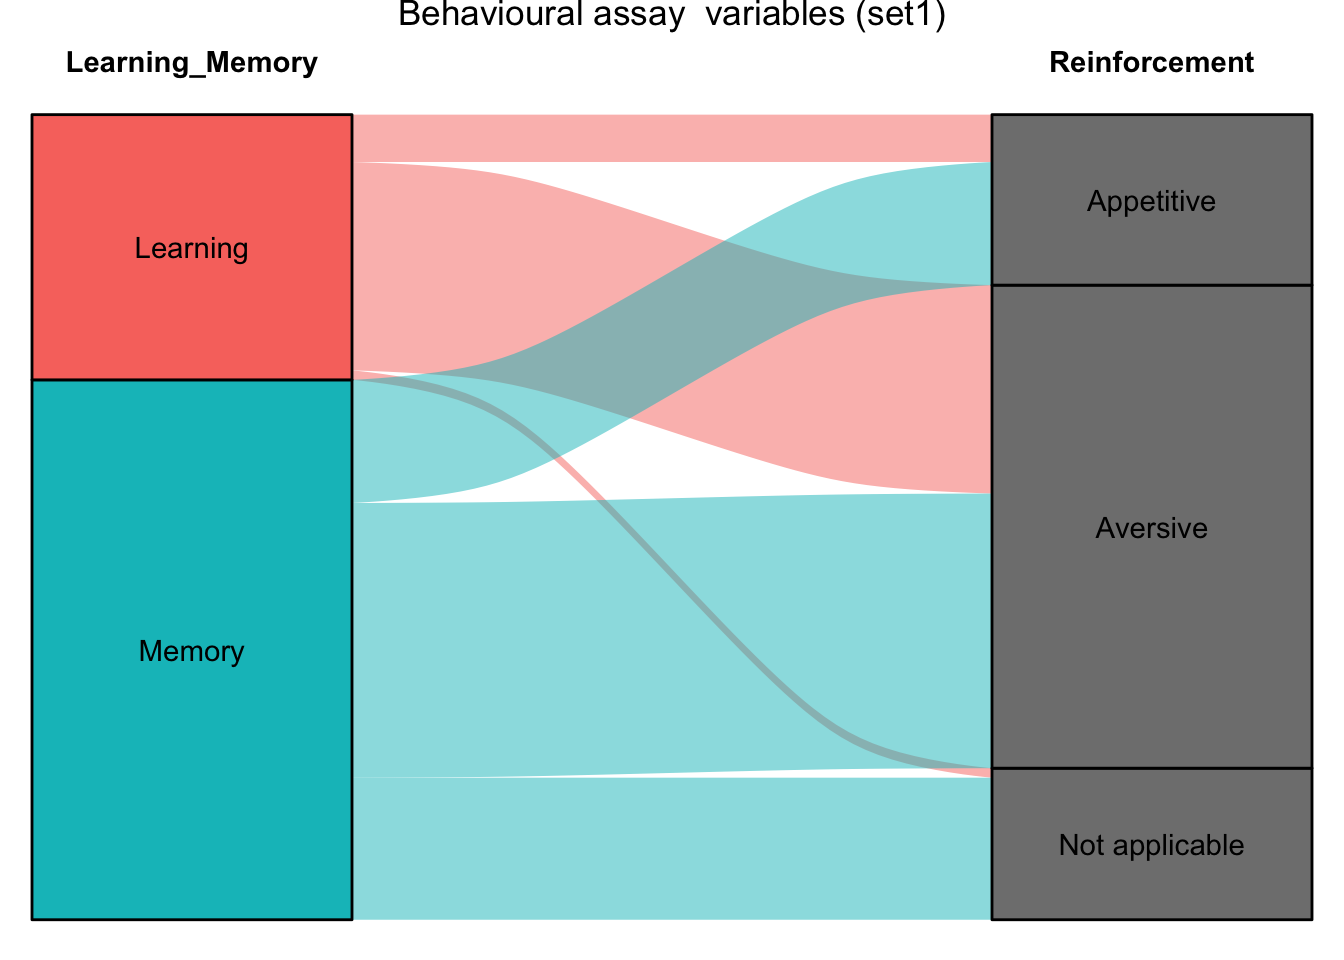 Behavioural assay  variables (set1)
Learning_Memory
Reinforcement
Learning
Memory
Appetitive
Aversive
Not applicable